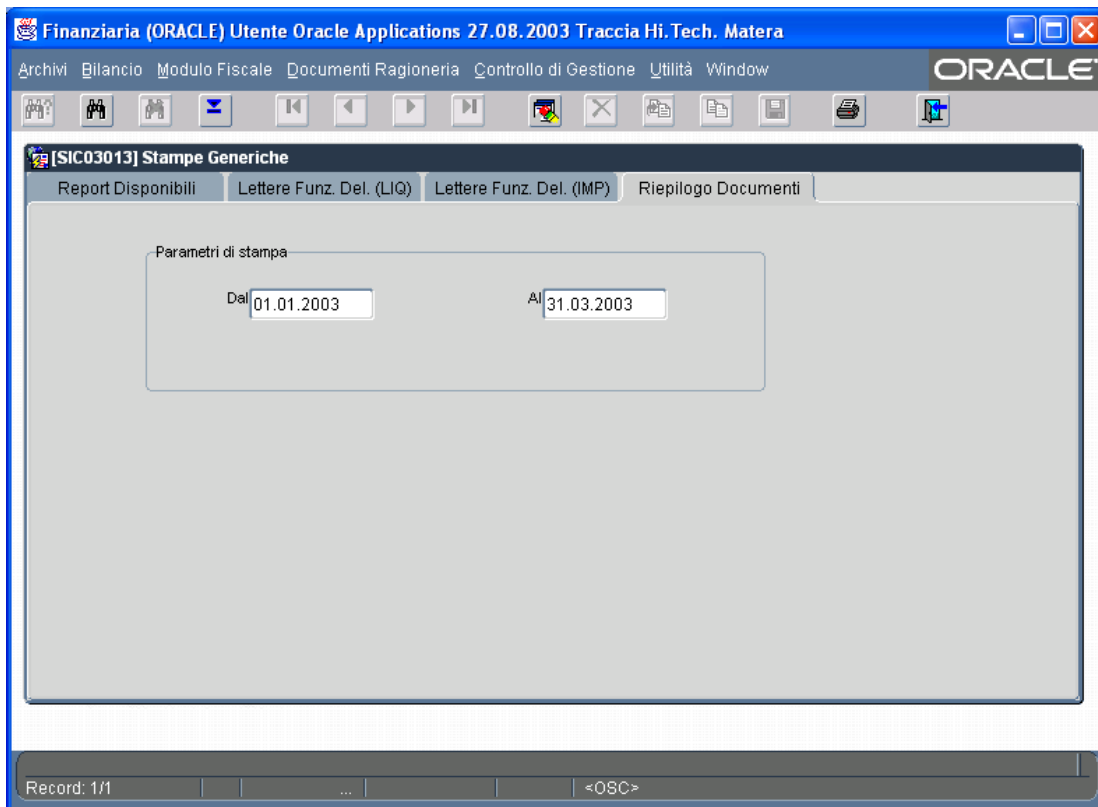 Finanziaria (ORACLE) Utente Oracle Applications 27.08.2003 Traccia Hi.Tech. Matera
Archivi Bilancio Modulo Fiscale Documenti Ragioneria Controllo di Gestione Utilità Window ORACLE
[SIC03013] Stampe Generiche
Report Disponibili Lettere Funz. Del. (LIQ) Lettere Funz. Del. (IMP) Riepilogo Documenti
Parametri di stampa
Dal 01.01.2003 Al 31.03.2003
Record: 1/1 ... <OSC>